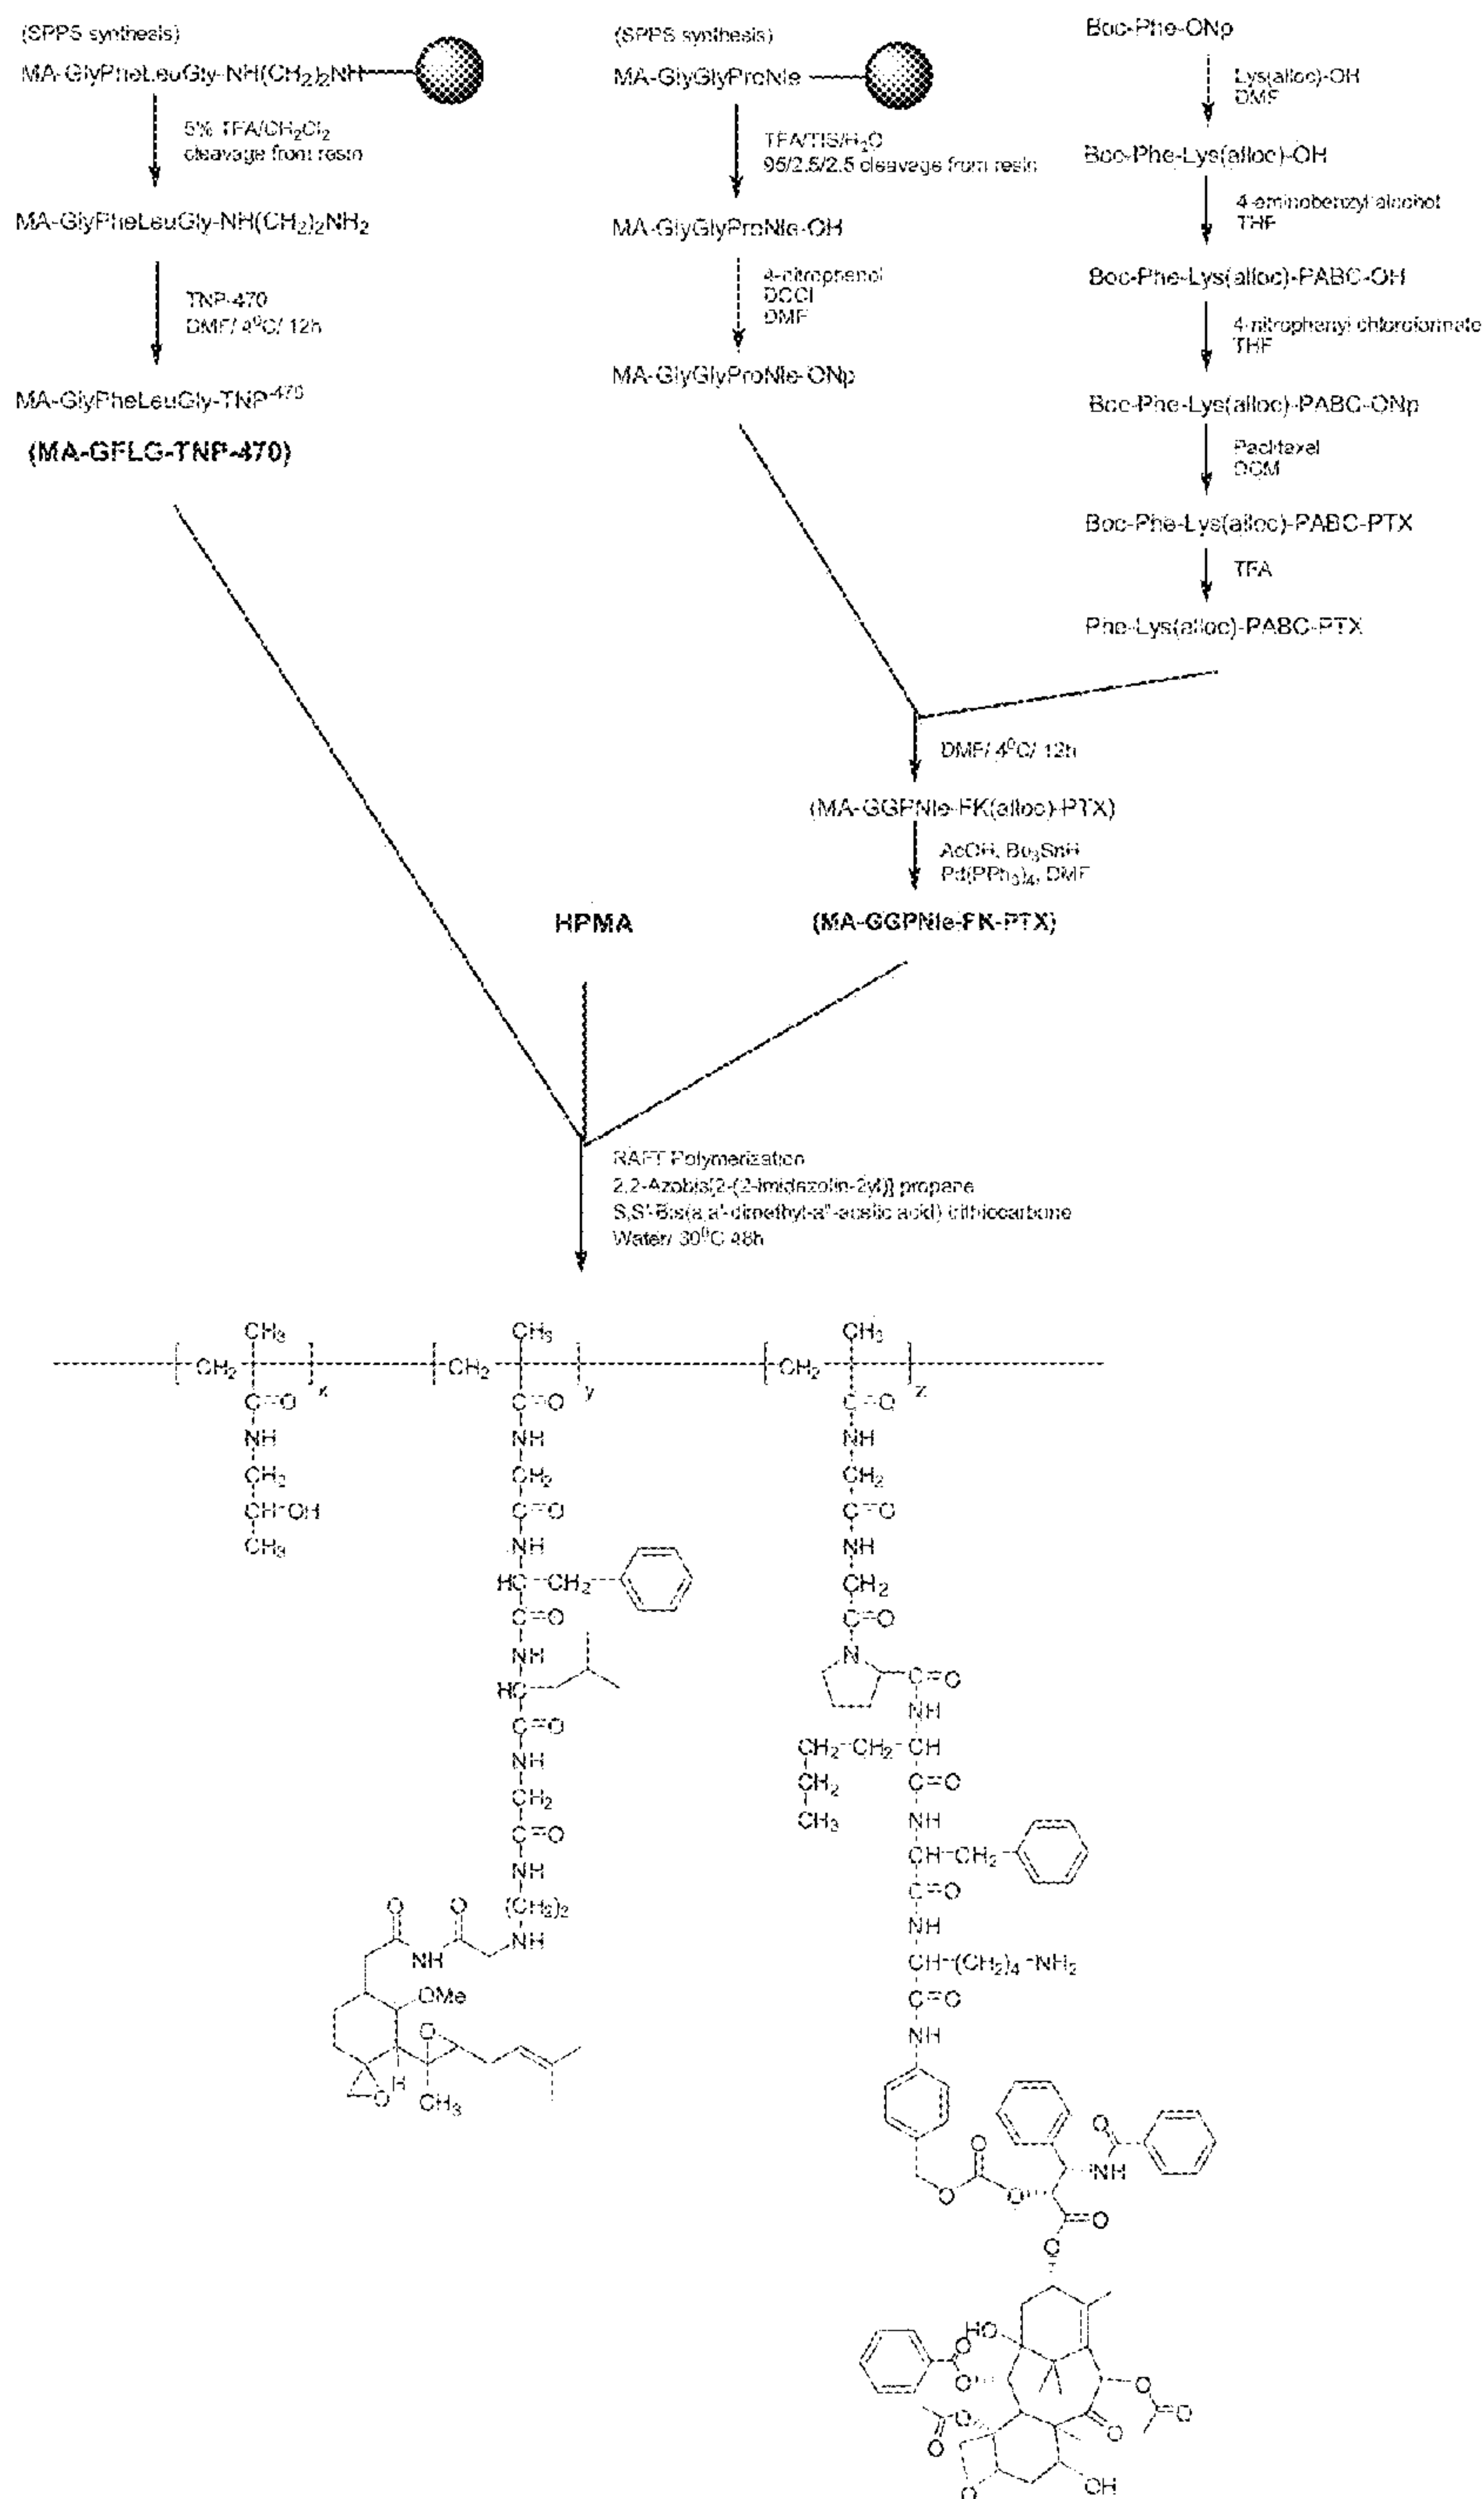 (SPPS synthesis)
MA-GlyPheLeuGly-NH(CH2)2NH
5% TFA/CH2Cl2
cleavage from resin
MA-GlyPheLeuGly-NH(CH2)2NH2
TNP-470
DMF/ 4⁰C/ 12h
MA-GlyPheLeuGly-TNP-470
(MA-GFLG-TNP-470)
(SPPS synthesis)
MA-GlyGlyProNle
TFA/TIS/H2O
95/2.5/2.5 cleavage from resin
MA-GlyGlyProNle-OH
4-nitrophenol
DCCI
DMF
MA-GlyGlyProNle-ONp
Boc-Phe-ONp
Lys(alloc)-OH
DMF
Boc-Phe-Lys(alloc)-OH
4-aminobenzyl alcohol
THF
Boc-Phe-Lys(alloc)-PABC-OH
4-nitrophenyl chloroformate
THF
Boc-Phe-Lys(alloc)-PABC-ONp
Paclitaxel
DCM
Boc-Phe-Lys(alloc)-PABC-PTX
TFA
Phe-Lys(alloc)-PABC-PTX
DMF/ 4⁰C/ 12h
(MA-GGPNle-FK(alloc)-PTX)
AcOH, Bu3SnH
Pd(PPh3)4, DMF
HPMA
(MA-GGPNle-FK-PTX)
RAFT Polymerization
2,2-Azobis[2-(2-imidazolin-2yl)] propane
S,S'-Bis(a,a'-dimethyl-a''-acetic acid) trithiocarbone
Water/ 30⁰C 48h
CH3
CH2
x
C=O
NH
CH2
CH-OH
CH3
CH3
CH2
y
C=O
NH
CH2
C=O
NH
HC-CH2
C=O
NH
HC
C=O
NH
CH2
C=O
NH
(CH2)2
NH
O
O
NH
OMe
O
H
O
CH3
CH3
CH2
z
C=O
NH
CH2
C=O
NH
CH2
C=O
N
C=O
NH
CH2-CH2-CH
CH2
CH3
C=O
NH
CH-CH2
C=O
NH
CH-(CH2)4-NH2
C=O
NH
O
O
O
O
NH
O
O
HO
O
O
O
O
O
O
O
O
OH